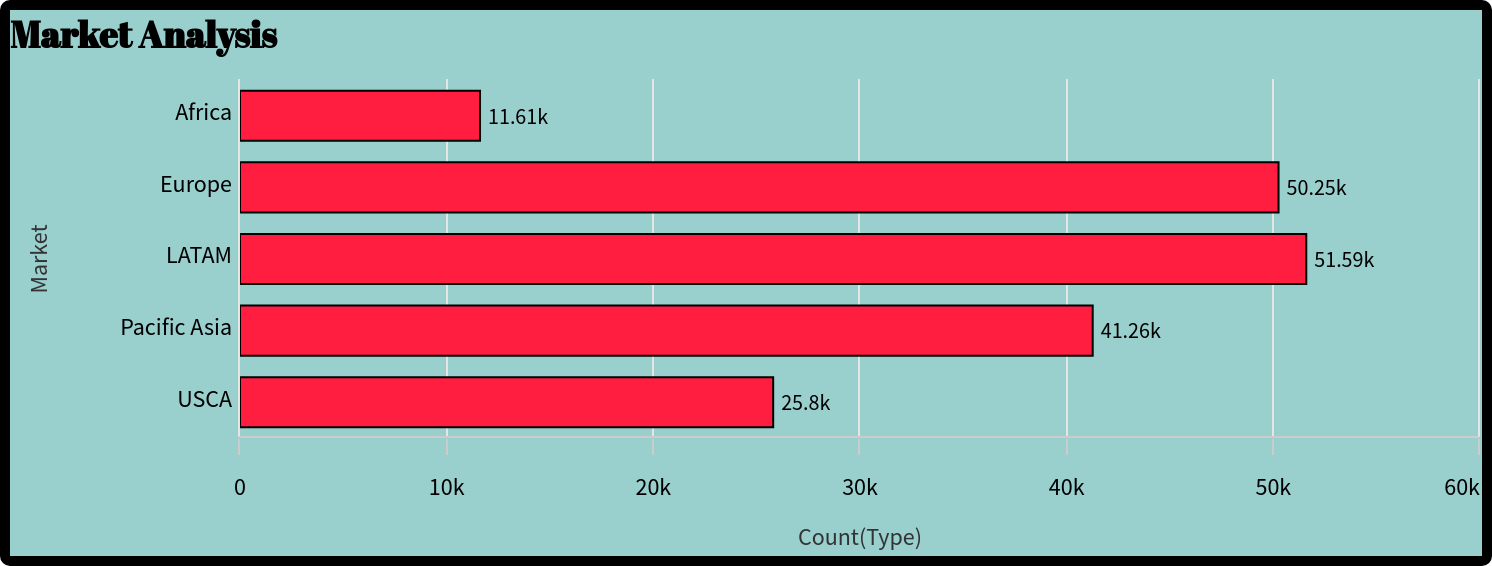 Market Analysis
Africa
11.61k
Europe
50.25k
LATAM
51.59k
Pacific Asia
41.26k
USCA
25.8k
Market
0
10k
20k
30k
40k
50k
60k
Count(Type)